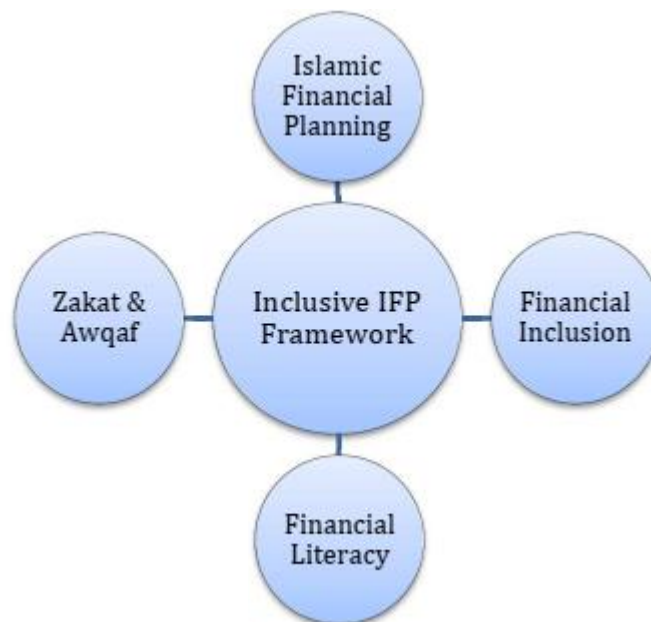 Islamic
Financial
Planning
Zakat &
Awqaf
Inclusive IFP
Framework
Financial
Inclusion
Financial
Literacy